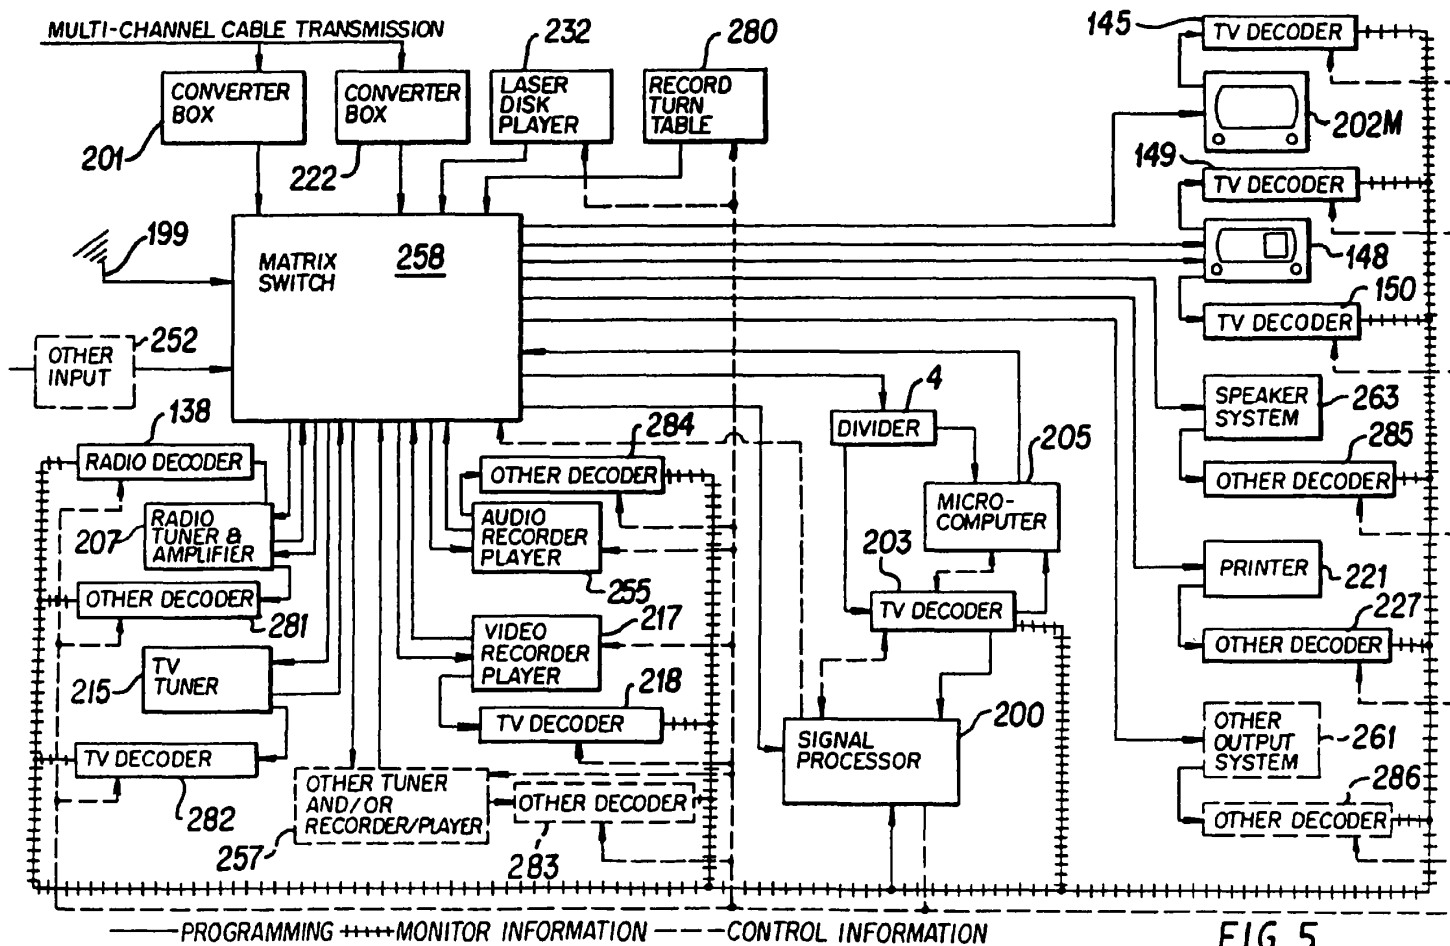 MULTI-CHANNEL CABLE TRANSMISSION
232
280
145
TV DECODER
CONVERTER
BOX
CONVERTER
BOX
LASER
DISK
PLAYER
RECORD
TURN
TABLE
202M
201
222
149
TV DECODER
199
MATRIX
SWITCH
258
148
150
TV DECODER
252
OTHER
INPUT
4
DIVIDER
SPEAKER
SYSTEM
263
138
RADIO DECODER
284
OTHER DECODER
205
285
OTHER DECODER
207
RADIO
TUNER &
AMPLIFIER
AUDIO
RECORDER
PLAYER
255
MICRO-
COMPUTER
203
TV DECODER
PRINTER
221
OTHER DECODER
281
217
VIDEO
RECORDER
PLAYER
227
OTHER DECODER
215
TV
TUNER
218
TV DECODER
200
SIGNAL
PROCESSOR
OTHER
OUTPUT
SYSTEM
261
TV DECODER
282
OTHER TUNER
AND/OR
RECORDER/PLAYER
257
OTHER DECODER
283
286
OTHER DECODER
PROGRAMMING
MONITOR INFORMATION
CONTROL INFORMATION
FIG 5